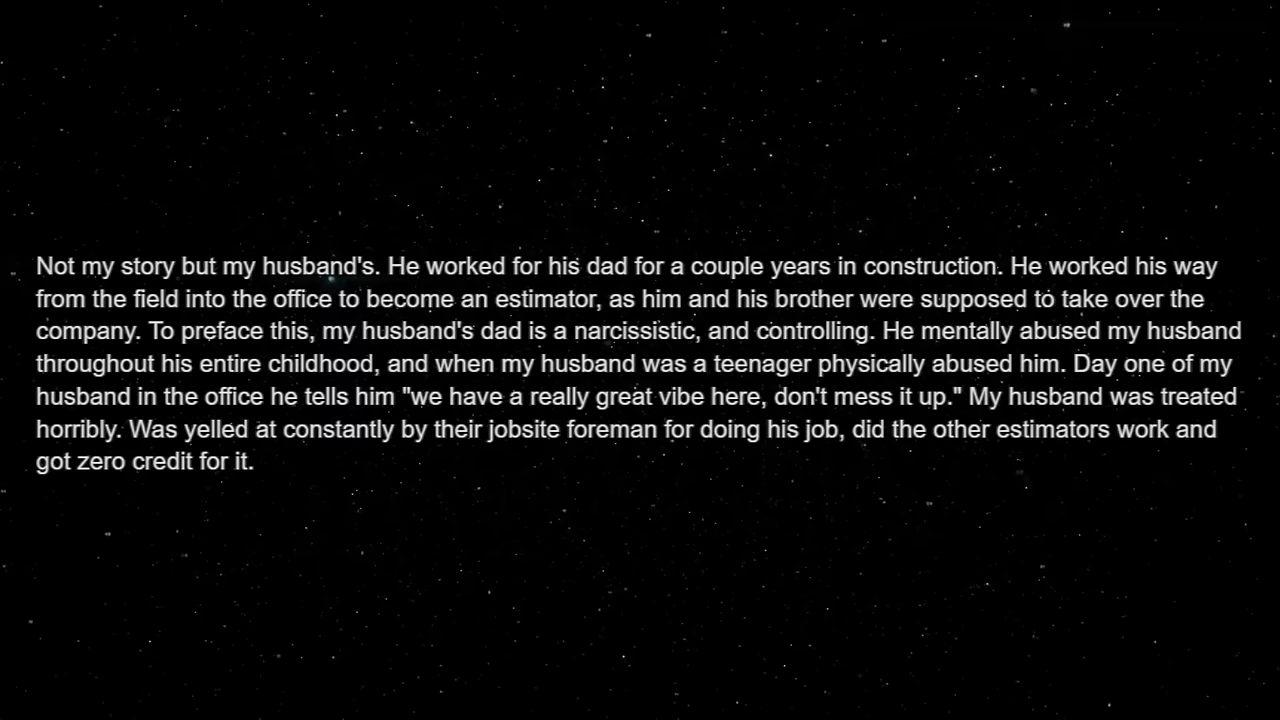 Not my story but my husband's. He worked for his dad for a couple years in construction. He worked his way
from the field into the office to become an estimator, as him and his brother were supposed to take over the
company. To preface this, my husband's dad is a narcissistic, and controlling. He mentally abused my husband
throughout his entire childhood, and when my husband was a teenager physically abused him. Day one of my
husband in the office he tells him "we have a really great vibe here, don't mess it up." My husband was treated
horribly. Was yelled at constantly by their jobsite foreman for doing his job, did the other estimators work and
got zero credit for it.